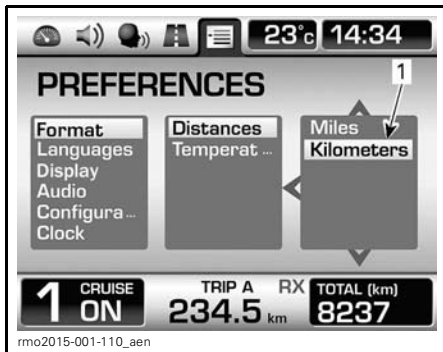 23°c 14:34
1
PREFERENCES
Format
Languages
Display
Audio
Configura...
Clock
Distances
Temperat...
Miles
Kilometers
1 CRUISE ON
TRIP A
234.5 km
RX
TOTAL (km)
8237
rmo2015-001-110_aen